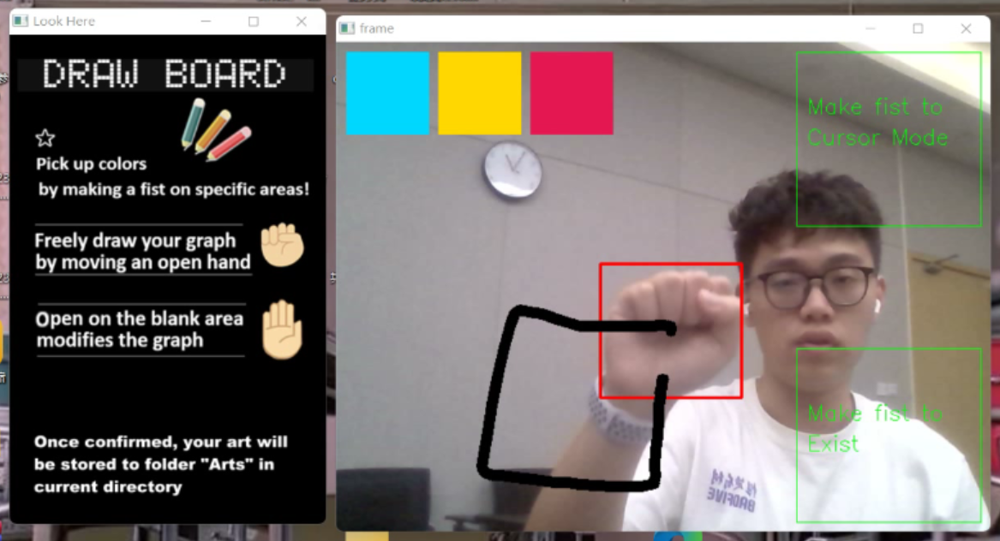 Look Here
DRAW BOARD
Pick up colors
by making a fist on specific areas!
Freely draw your graph
by moving an open hand
Open on the blank area
modifies the graph
Once confirmed, your art will
be stored to folder "Arts" in
current directory
frame
Make fist to
Cursor Mode
Make fist to
Exist
BADFIVE